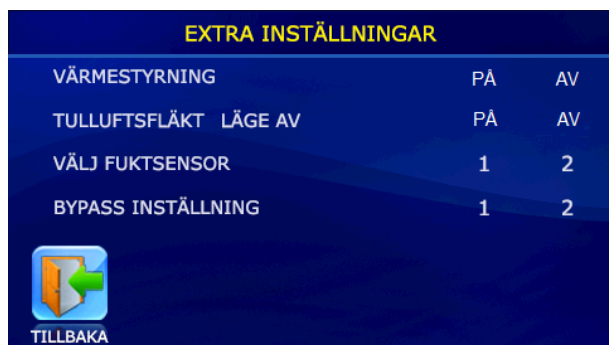 EXTRA INSTÄLLNINGAR
VÄRMESTYRNING PÅ AV
TULLUFTSFLÄKT LÄGE AV PÅ AV
VÄLJ FUKTSENSOR 1 2
BYPASS INSTÄLLNING 1 2
TILLBAKA